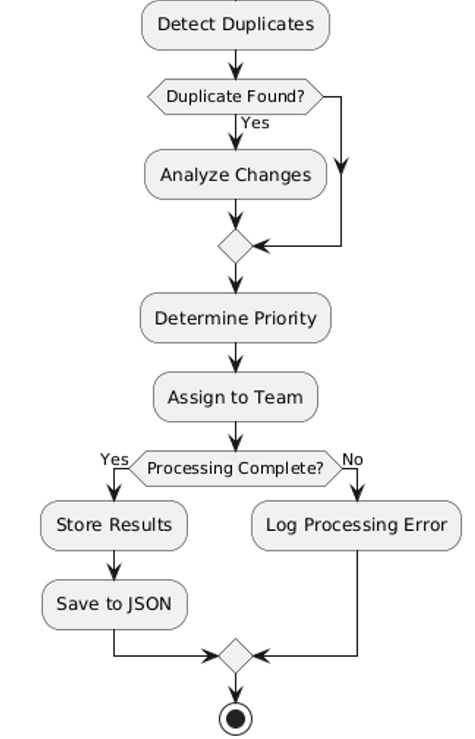 Detect Duplicates
Duplicate Found?
Yes
Analyze Changes
Determine Priority
Assign to Team
Yes
Processing Complete?
No
Store Results
Log Processing Error
Save to JSON